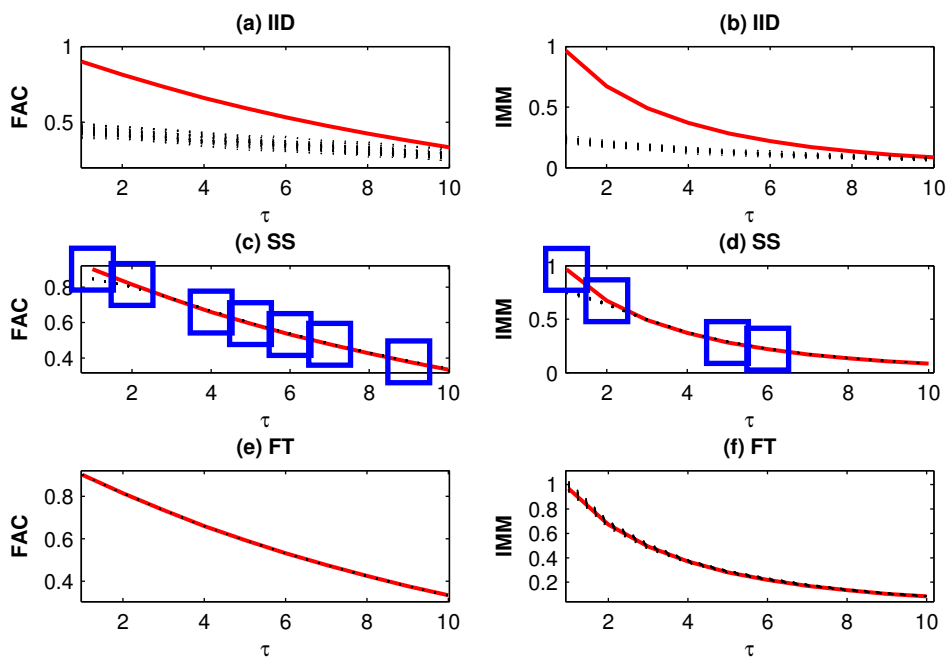 (a) IID
FAC
1
0.5
2 4 6 8 10
τ
(b) IID
IMM
1
0.5
0
2 4 6 8 10
τ
(c) SS
FAC
0.8
0.6
0.4
2 4 6 8 10
τ
(d) SS
IMM
1
0.5
0
2 4 6 8 10
τ
(e) FT
FAC
0.8
0.6
0.4
2 4 6 8 10
τ
(f) FT
IMM
1
0.8
0.6
0.4
0.2
2 4 6 8 10
τ